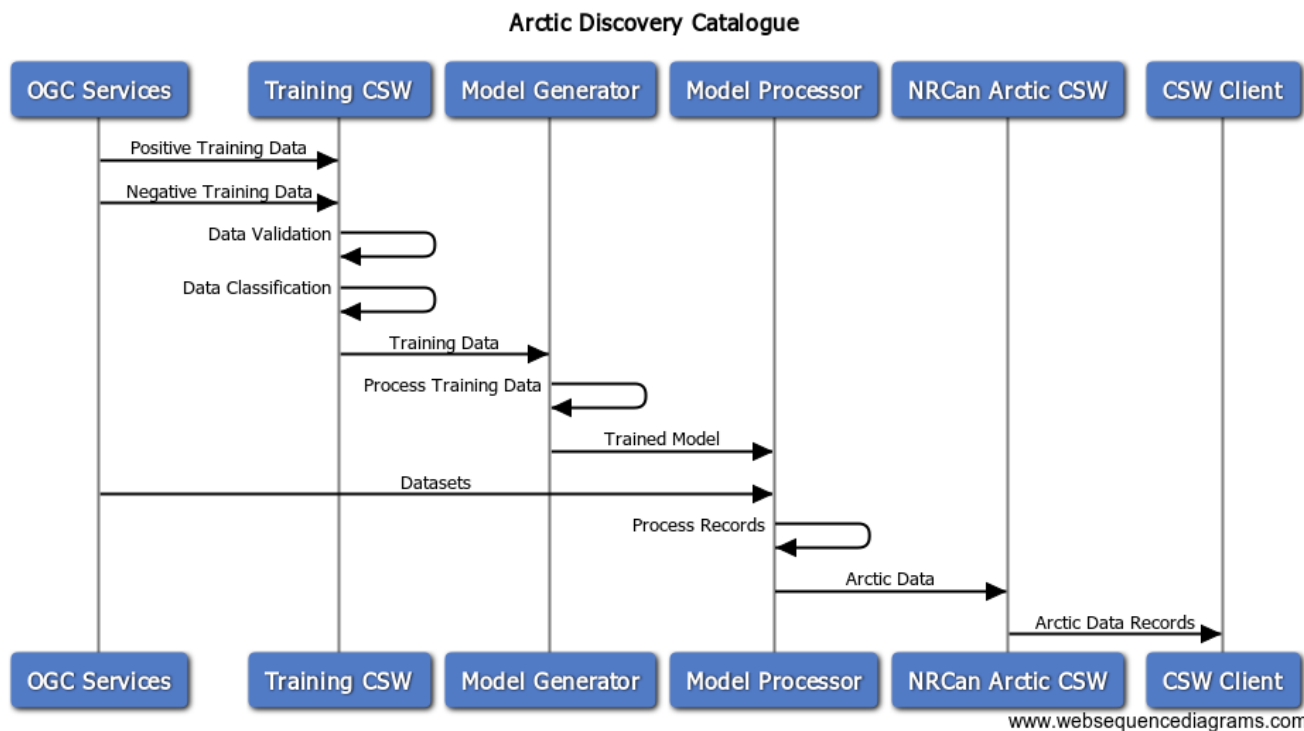 Arctic Discovery Catalogue
OGC Services
Training CSW
Model Generator
Model Processor
NRCan Arctic CSW
CSW Client
Positive Training Data
Negative Training Data
Data Validation
Data Classification
Training Data
Process Training Data
Trained Model
Datasets
Process Records
Arctic Data
Arctic Data Records
OGC Services
Training CSW
Model Generator
Model Processor
NRCan Arctic CSW
CSW Client
www.websequencediagrams.com